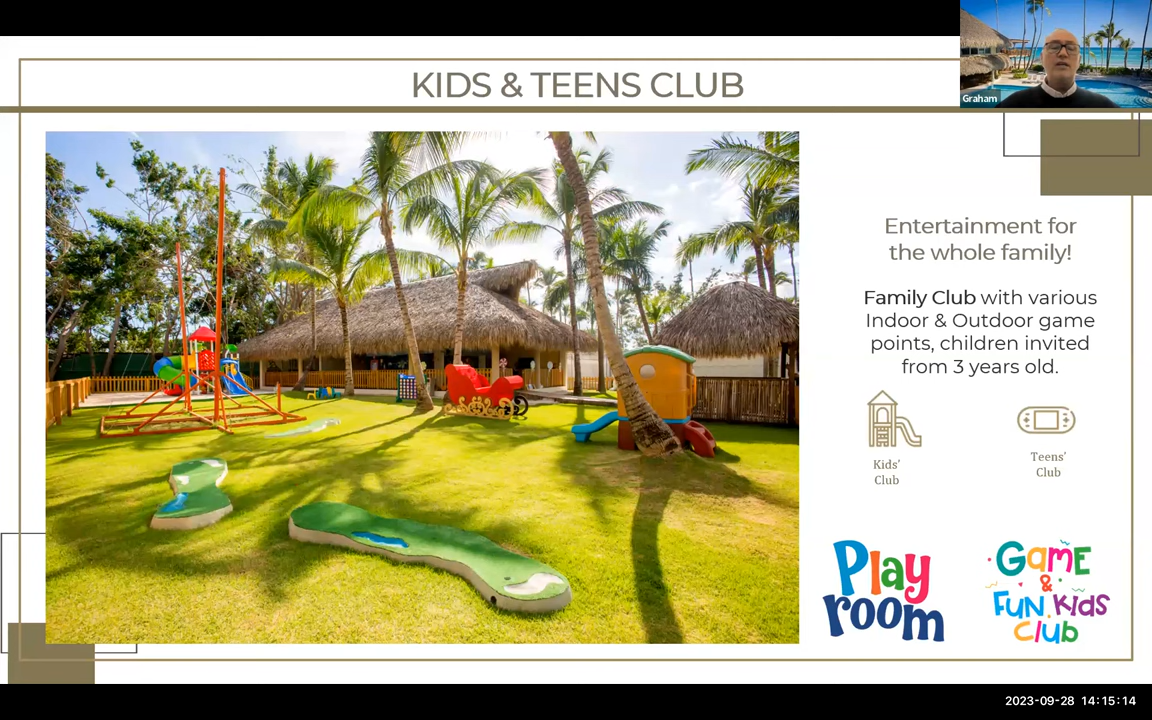 KIDS & TEENS CLUB
Graham
Entertainment for
the whole family!
Family Club with various
Indoor & Outdoor game
points, children invited
from 3 years old.
Kids'
Club
Teens'
Club
Play
room
GAME
&
FUN KiDS
Club
2023-09-28 14:15:14